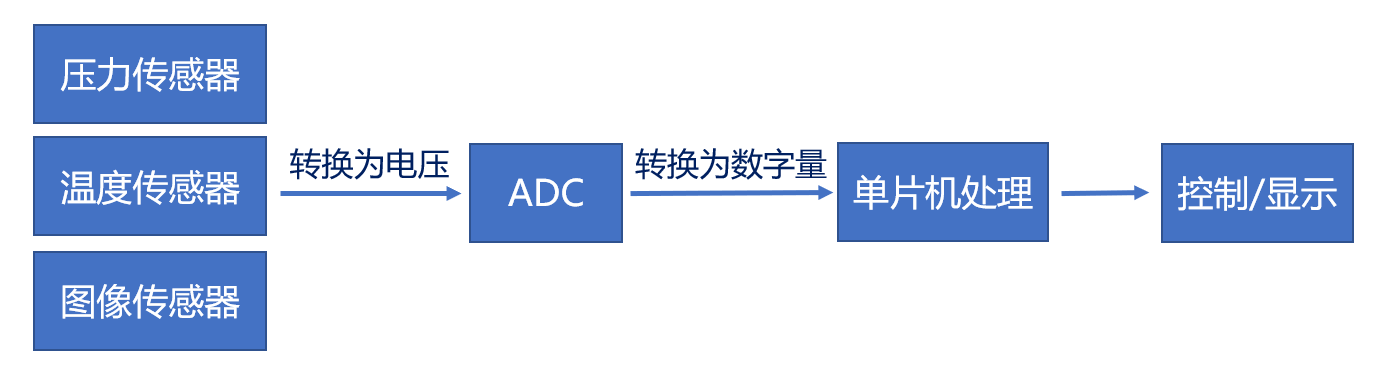 压力传感器
温度传感器
图像传感器
转换为电压
ADC
转换为数字量
单片机处理
控制/显示